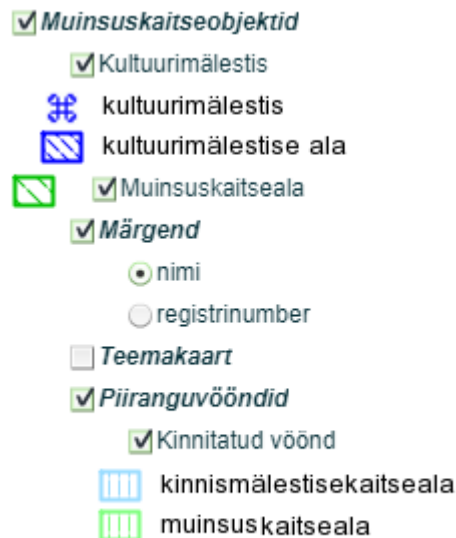 Muinsuskaitseobjektid
Kultuurimälestis
kultuurimälestis
kultuurimälestise ala
Muinsuskaitseala
Märgend
nimi
registrinumber
Teemakaart
Piiranguvööndid
Kinnitatud vöönd
kinnismälestisekaitseala
muinsuskaitseala